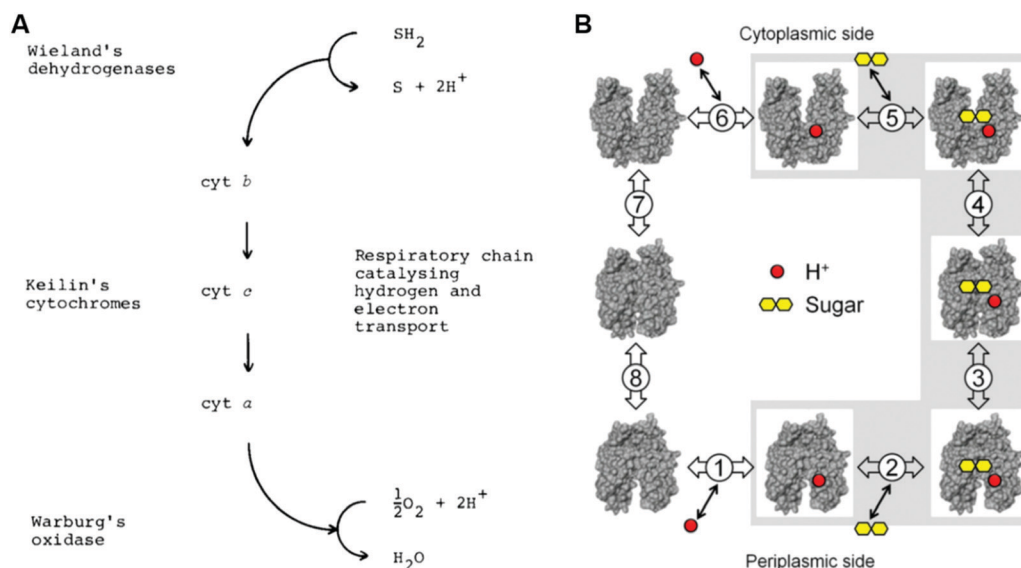 A
Wieland's
dehydrogenases
SH₂
S + 2H⁺
cyt b
Keilin's
cytochromes
cyt c
Respiratory chain
catalysing
hydrogen and
electron
transport
cyt a
Warburg's
oxidase
½O₂ + 2H⁺
H₂O
B
Cytoplasmic side
6
5
7
4
H⁺
Sugar
8
3
1
2
Periplasmic side